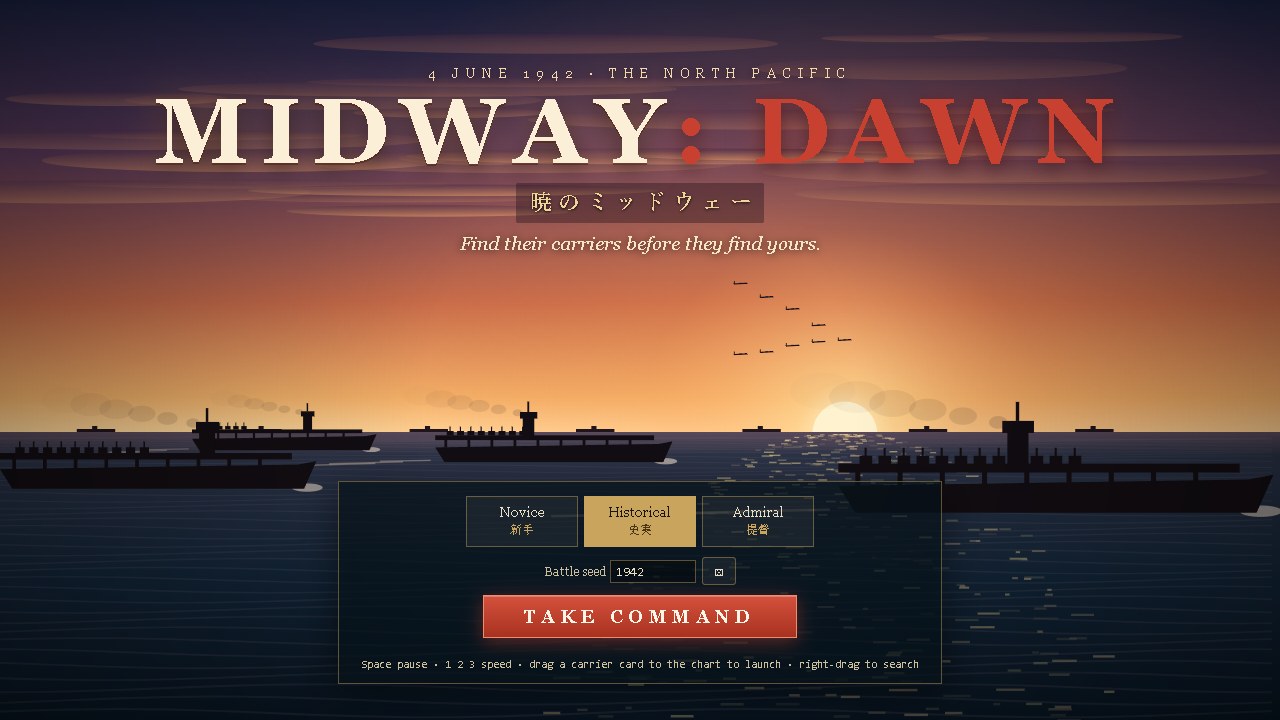 4 JUNE 1942 · THE NORTH PACIFIC
MIDWAY: DAWN
暁のミッドウェー
Find their carriers before they find yours.
Novice
新手
Historical
史実
Admiral
提督
Battle seed 1942
TAKE COMMAND
Space pause · 1 2 3 speed · drag a carrier card to the chart to launch · right-drag to search